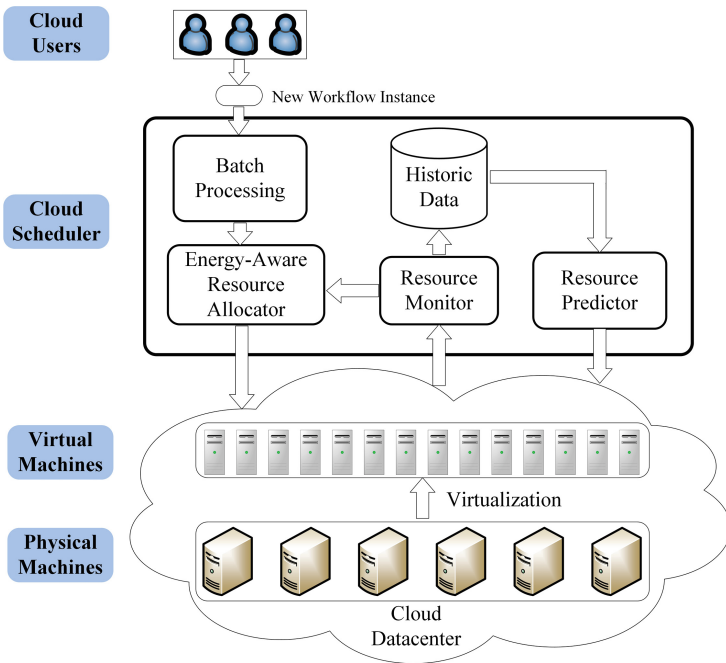 Cloud
Users
New Workflow Instance
Cloud
Scheduler
Batch
Processing
Historic
Data
Energy-Aware
Resource
Allocator
Resource
Monitor
Resource
Predictor
Virtual
Machines
Virtualization
Physical
Machines
Cloud
Datacenter